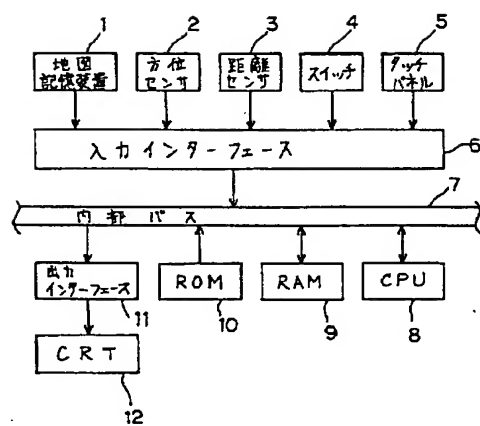 1
2
3
4
5
地図
記憶装置
方位
センサ
距離
センサ
スイッチ
タッチ
パネル
入力インターフェース
6
7
内部バス
出力
インターフェース
11
ROM
10
RAM
9
CPU
8
CRT
12